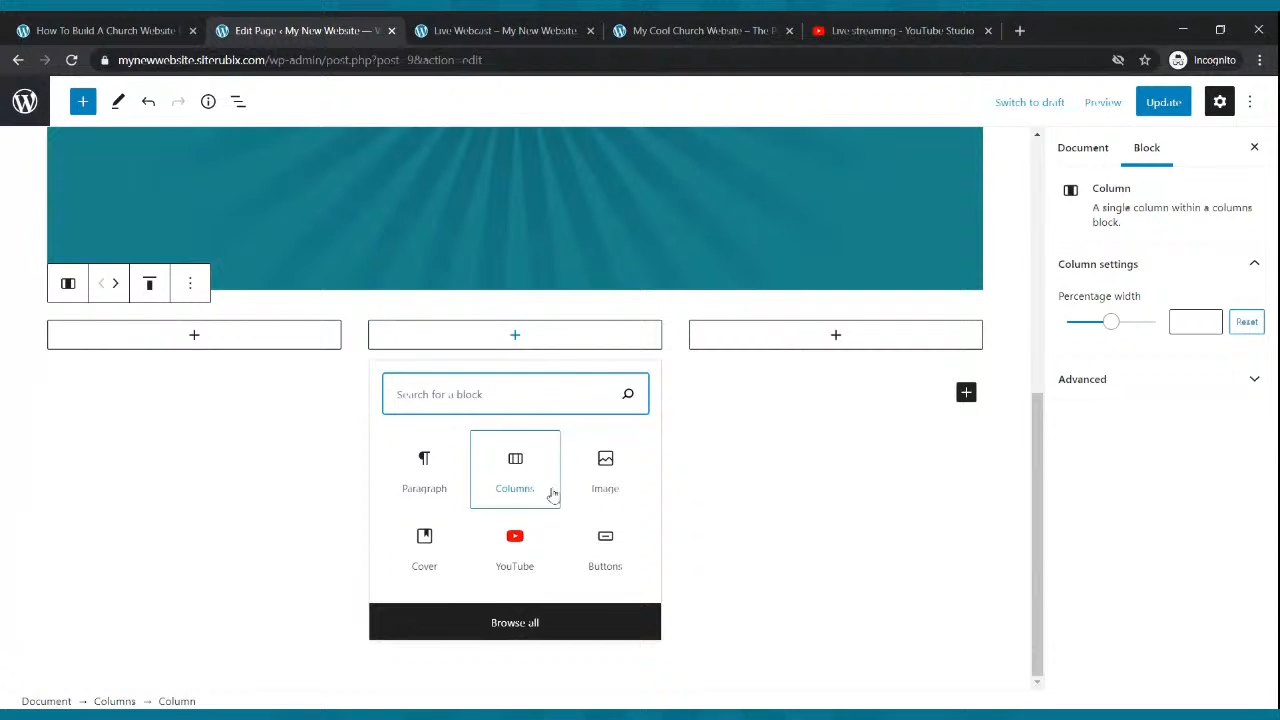 How To Build A Church Website
Edit Page ‹ My New Website — W
Live Webcast – My New Website
My Cool Church Website – The P
Live streaming - YouTube Studio
mynewwebsite.siterubix.com/wp-admin/post.php?post=9&action=edit
Incognito
Switch to draft
Preview
Update
Document
Block
Column
A single column within a columns
block.
Column settings
Percentage width
Reset
Advanced
Search for a block
Paragraph
Columns
Image
Cover
YouTube
Buttons
Browse all
Document → Columns → Column